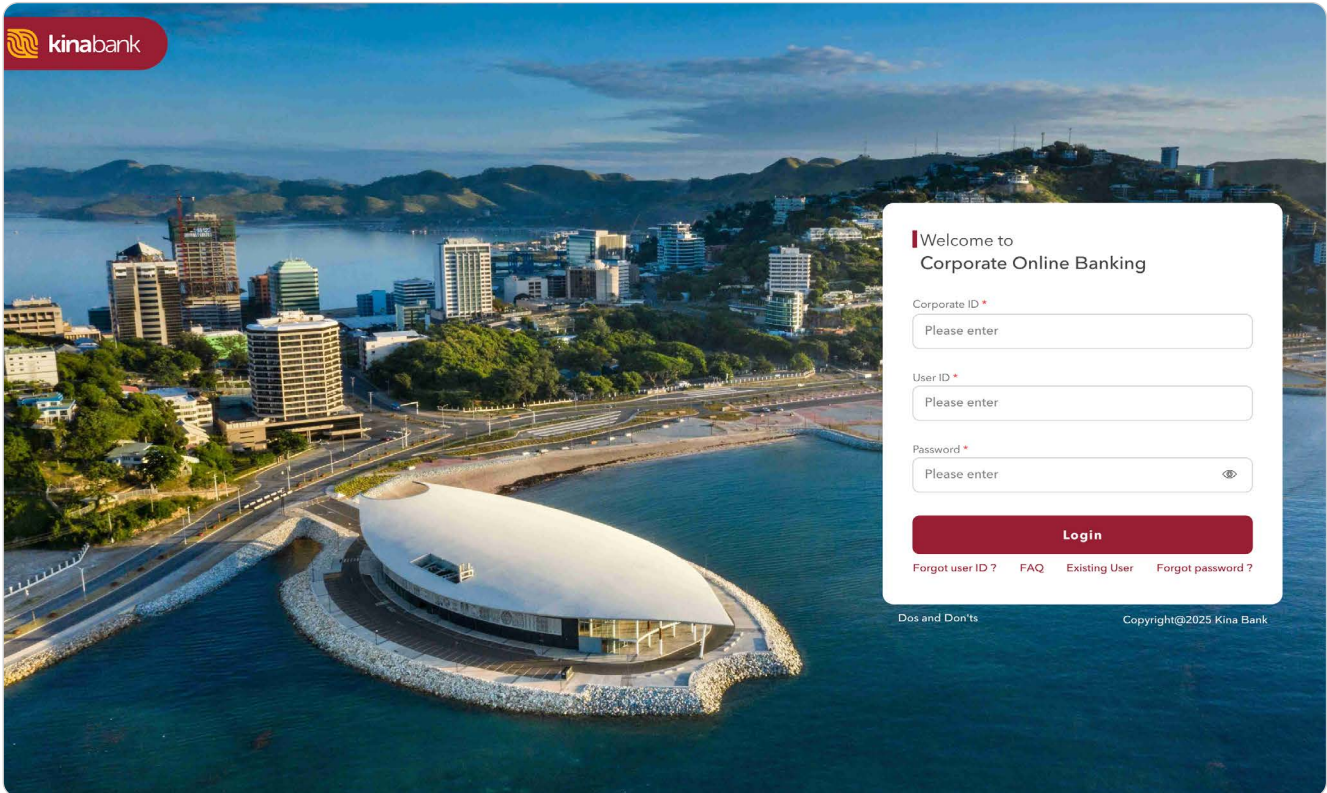 kinabank
Welcome to
Corporate Online Banking
Corporate ID *
Please enter
User ID *
Please enter
Password *
Please enter
Login
Forgot user ID ? FAQ Existing User Forgot password ?
Dos and Don'ts Copyright@2025 Kina Bank